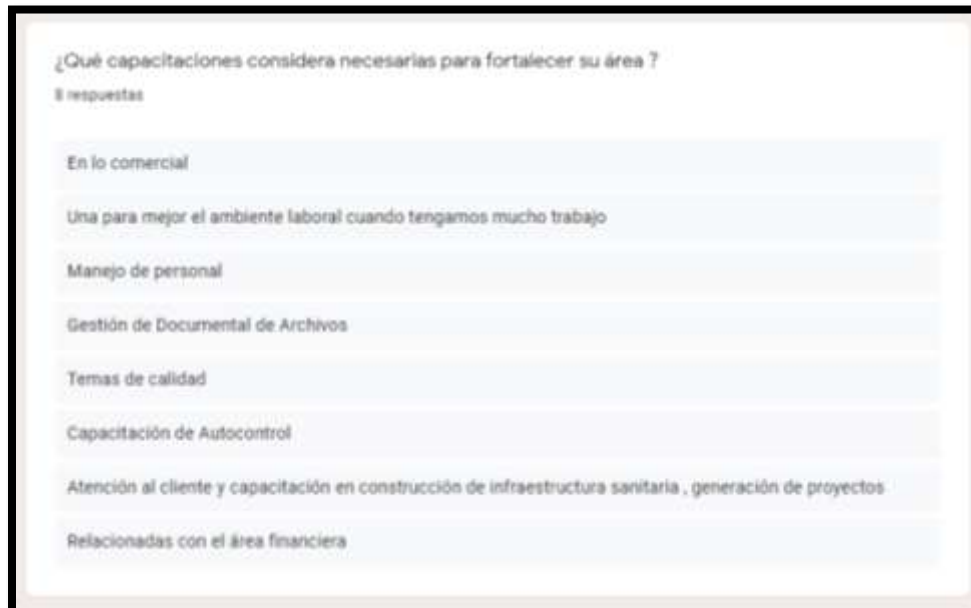 ¿Qué capacitaciones considera necesarias para fortalecer su área ?
8 respuestas
En lo comercial
Una para mejor el ambiente laboral cuando tengamos mucho trabajo
Manejo de personal
Gestión de Documental de Archivos
Temas de calidad
Capacitación de Autocontrol
Atención al cliente y capacitación en construcción de infraestructura sanitaria , generación de proyectos
Relacionadas con el área financiera